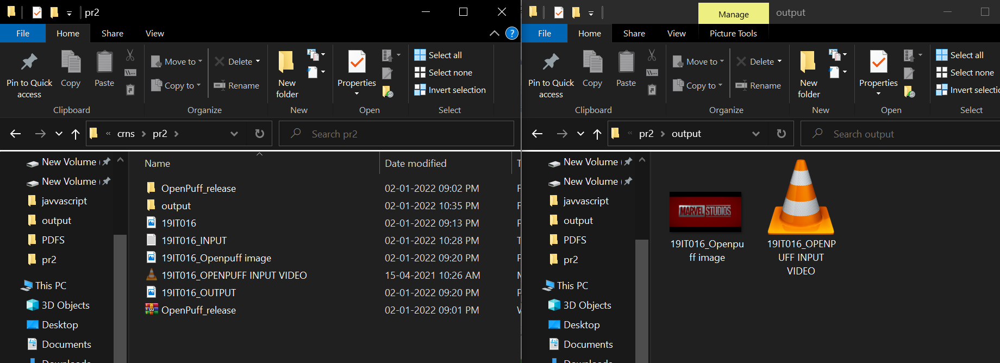 pr2
File Home Share View
?
Pin to Quick access
Copy
Paste
Move to
Copy to
Delete
Rename
New folder
Properties
Select all
Select none
Invert selection
Clipboard Organize New Open Select
« crns > pr2 >
Search pr2
New Volume (
New Volume (
javvascript
output
PDFS
pr2
This PC
3D Objects
Desktop
Documents
Downloads
Name Date modified T
OpenPuff_release 02-01-2022 09:02 PM F
output 02-01-2022 10:35 PM F
19IT016 02-01-2022 09:13 PM F
19IT016_INPUT 02-01-2022 10:28 PM T
19IT016_Openpuff image 02-01-2022 09:20 PM F
19IT016_OPENPUFF INPUT VIDEO 15-04-2021 10:26 AM M
19IT016_OUTPUT 02-01-2022 09:20 PM F
OpenPuff_release 02-01-2022 09:01 PM W
Manage output
File Home Share View Picture Tools
Pin to Quick access
Copy
Paste
Move to
Copy to
Delete
Rename
New folder
Properties
Select all
Select none
Invert selectio
Clipboard Organize New Open Select
« pr2 > output
Search output
New Volume (
New Volume (
javvascript
output
PDFS
pr2
This PC
3D Objects
Desktop
Documents
Downloads
MARVEL STUDIOS
19IT016_Openpu
ff image
19IT016_OPENP
UFF INPUT
VIDEO